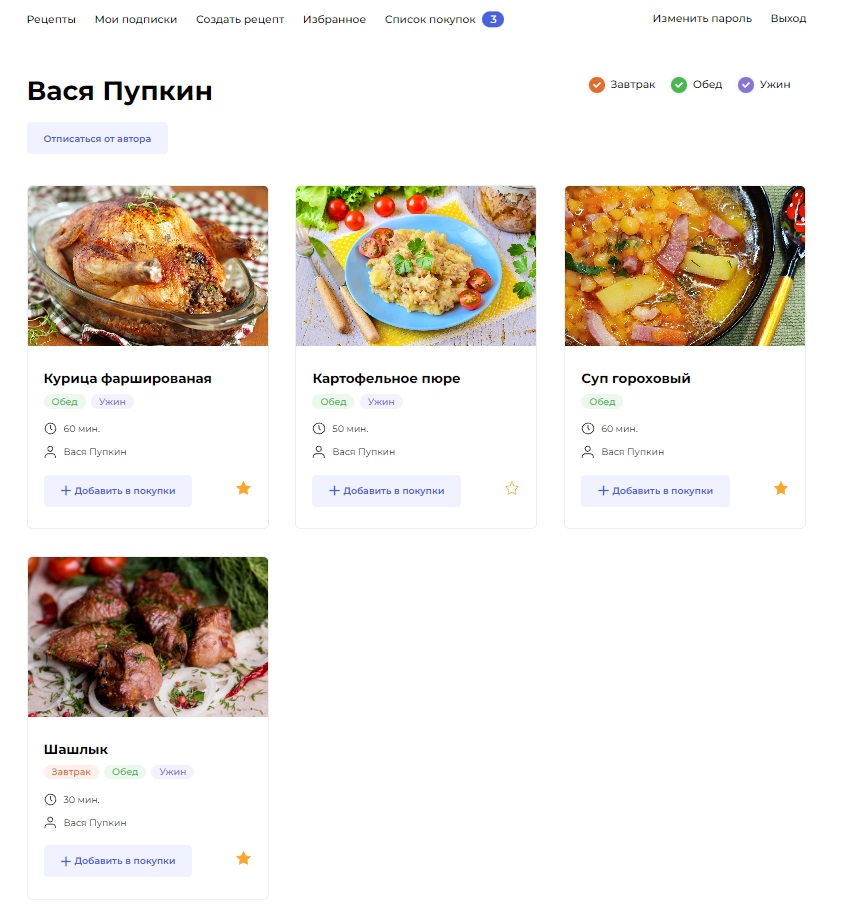 Рецепты Мои подписки Создать рецепт Избранное Список покупок 3 Изменить пароль Выход
Вася Пупкин
Завтрак Обед Ужин
Отписаться от автора
Курица фаршированая
Обед Ужин
60 мин.
Вася Пупкин
+ Добавить в покупки
Картофельное пюре
Обед Ужин
50 мин.
Вася Пупкин
+ Добавить в покупки
Суп гороховый
Обед
60 мин.
Вася Пупкин
+ Добавить в покупки
Шашлык
Завтрак Обед Ужин
30 мин.
Вася Пупкин
+ Добавить в покупки